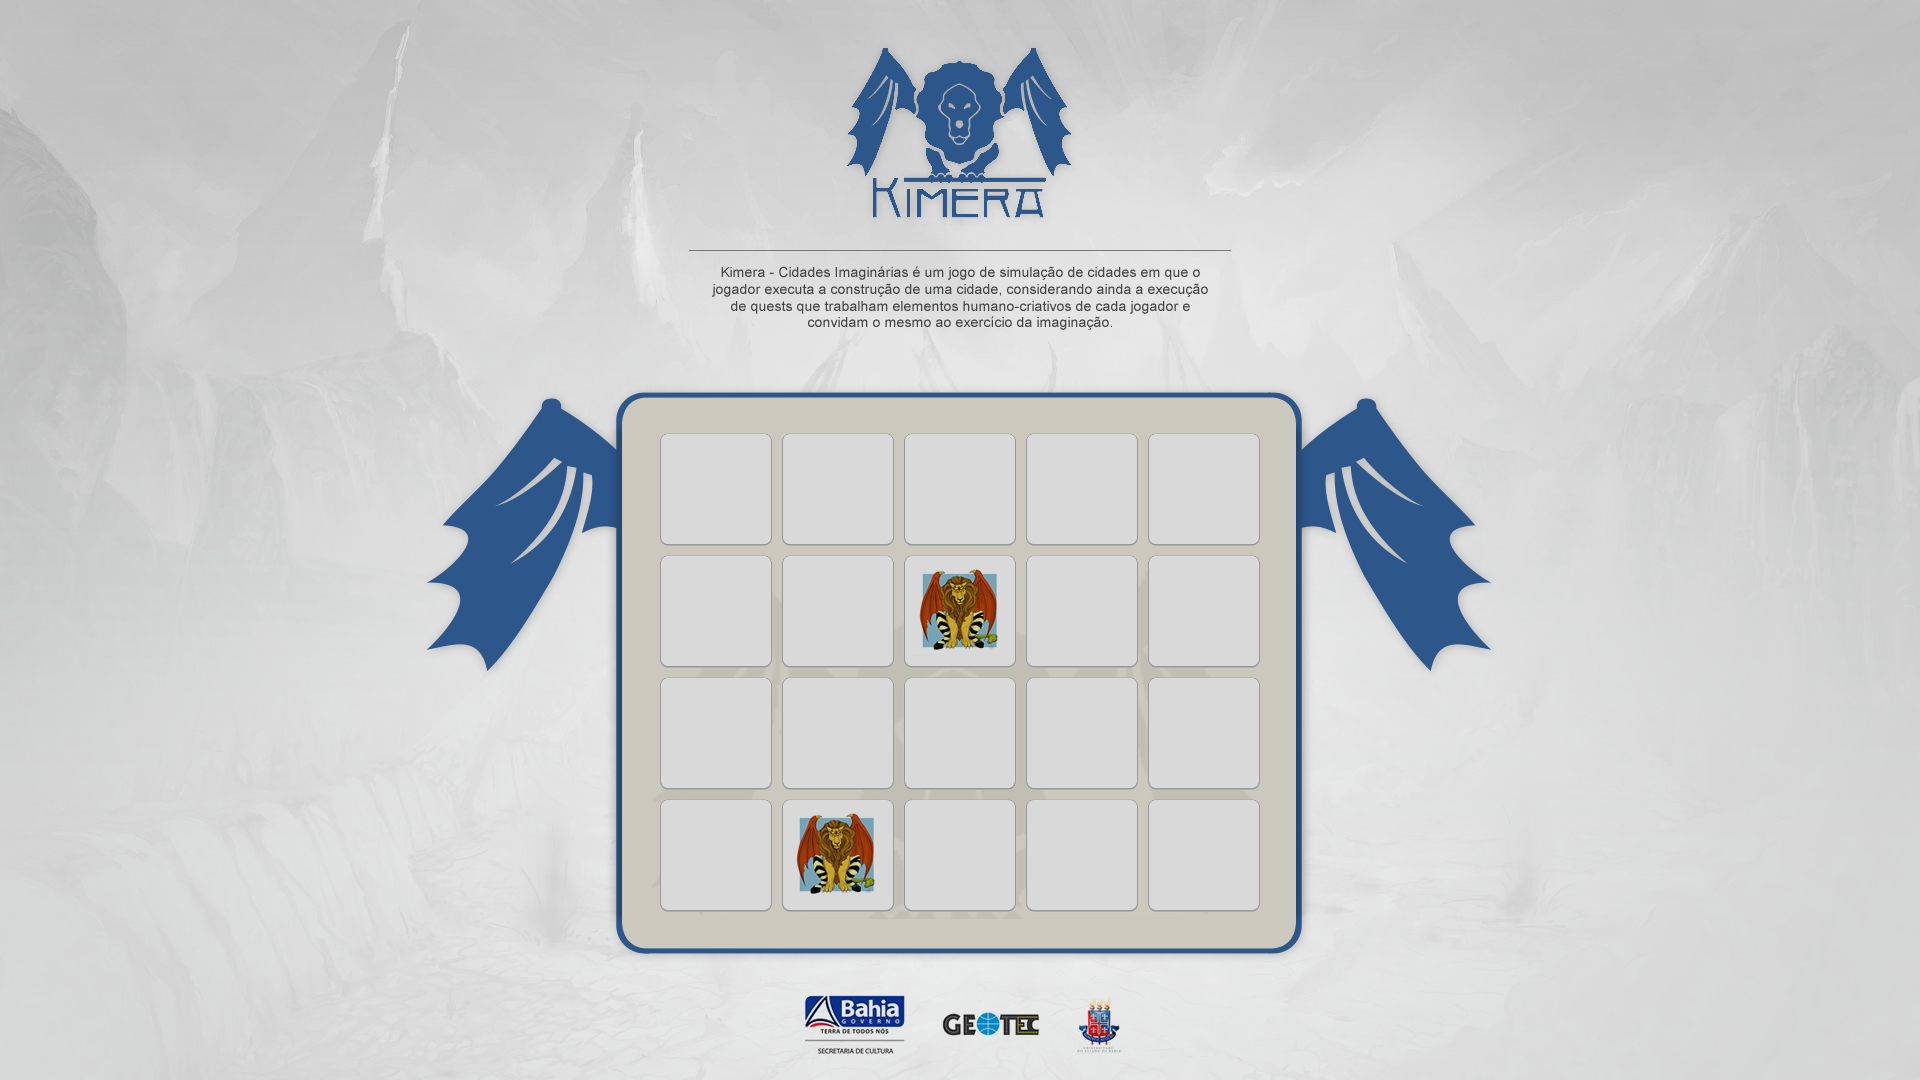 KIMERA
Kimera - Cidades Imaginárias é um jogo de simulação de cidades em que o
jogador executa a construção de uma cidade, considerando ainda a execução
de quests que trabalham elementos humano-criativos de cada jogador e
convidam o mesmo ao exercício da imaginação.
Bahia
GOVERNO
TERRA DE TODOS NÓS
SECRETARIA DE CULTURA
GEOTEC